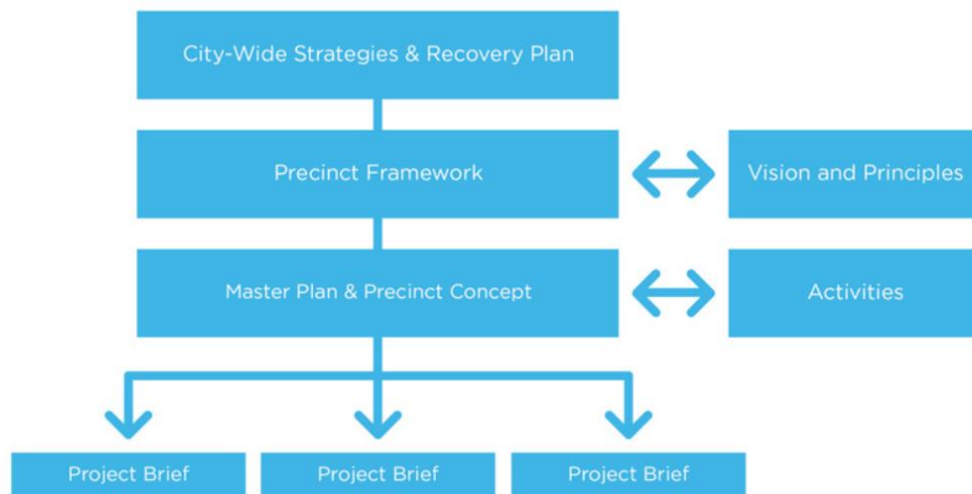 City-Wide Strategies & Recovery Plan
Precinct Framework
Vision and Principles
Master Plan & Precinct Concept
Activities
Project Brief
Project Brief
Project Brief